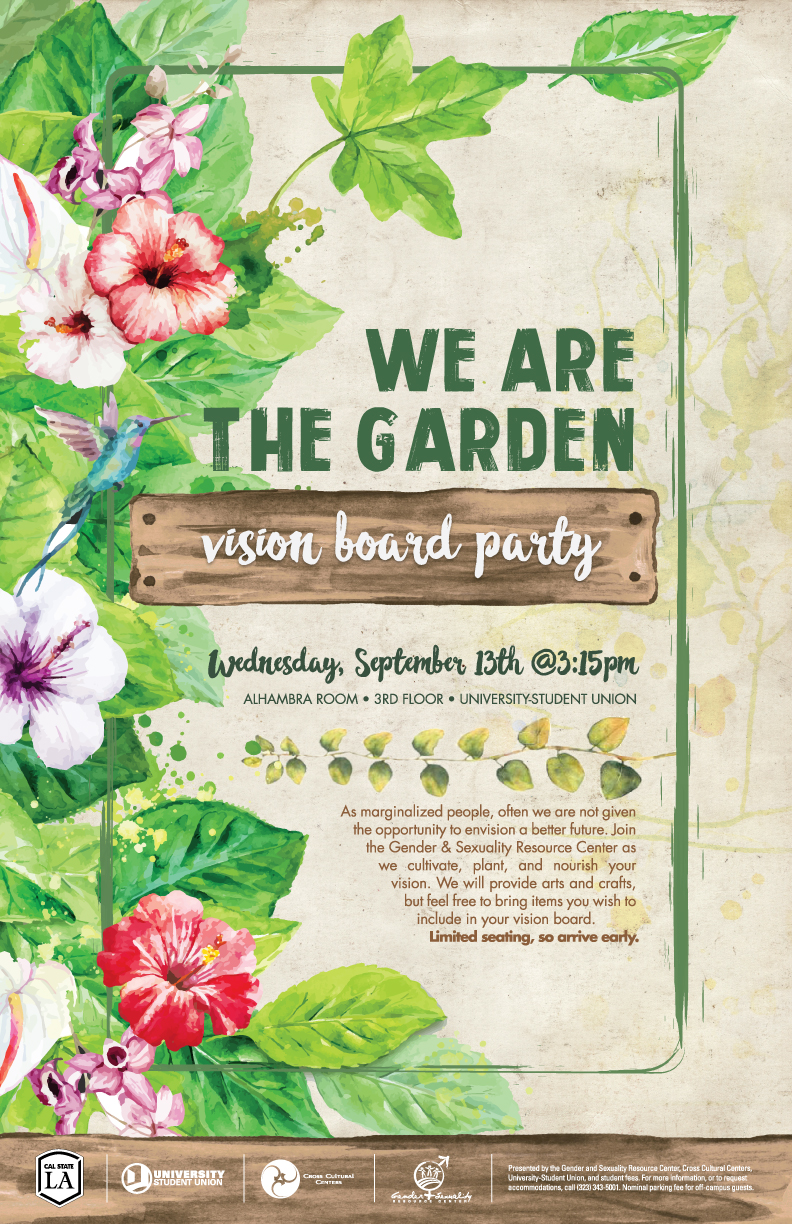 WE ARE
THE GARDEN
vision board party
Wednesday, September 13th @3:15pm
ALHAMBRA ROOM • 3RD FLOOR • UNIVERSITY-STUDENT UNION
As marginalized people, often we are not given
the opportunity to envision a better future. Join
the Gender & Sexuality Resource Center as
we cultivate, plant, and nourish your
vision. We will provide arts and crafts,
but feel free to bring items you wish to
include in your vision board.
Limited seating, so arrive early.
CAL STATE
LA
UNIVERSITY
STUDENT UNION
CROSS CULTURAL
CENTERS
Gender & Sexuality
RESOURCE CENTER
Presented by the Gender and Sexuality Resource Center, Cross Cultural Centers,
University-Student Union, and student fees. For more information, or to request
accommodations, call (323) 343-5001. Nominal parking fee for off-campus guests.